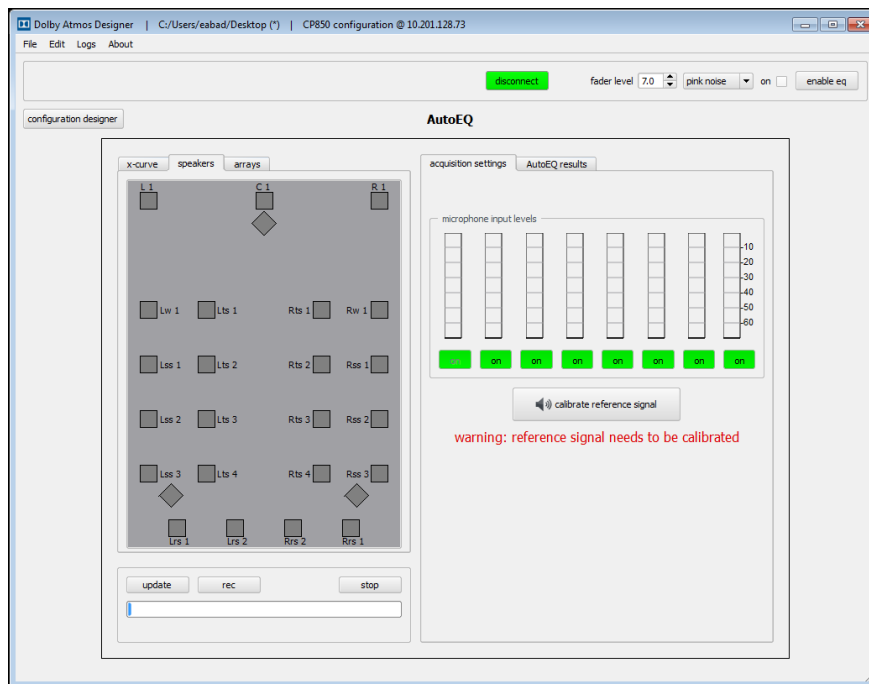 Dolby Atmos Designer | C:/Users/eabad/Desktop (*) | CP850 configuration @ 10.201.128.73
File Edit Logs About
disconnect fader level 7.0 pink noise on enable eq
configuration designer AutoEQ
x-curve speakers arrays
acquisition settings AutoEQ results
L 1 C 1 R 1
Lw 1 Lts 1 Rts 1 Rw 1
Lss 1 Lts 2 Rts 2 Rss 1
Lss 2 Lts 3 Rts 3 Rss 2
Lss 3 Lts 4 Rts 4 Rss 3
Lrs 1 Lrs 2 Rrs 2 Rrs 1
update rec stop
microphone input levels
-10
-20
-30
-40
-50
-60
on on on on on on on on
calibrate reference signal
warning: reference signal needs to be calibrated